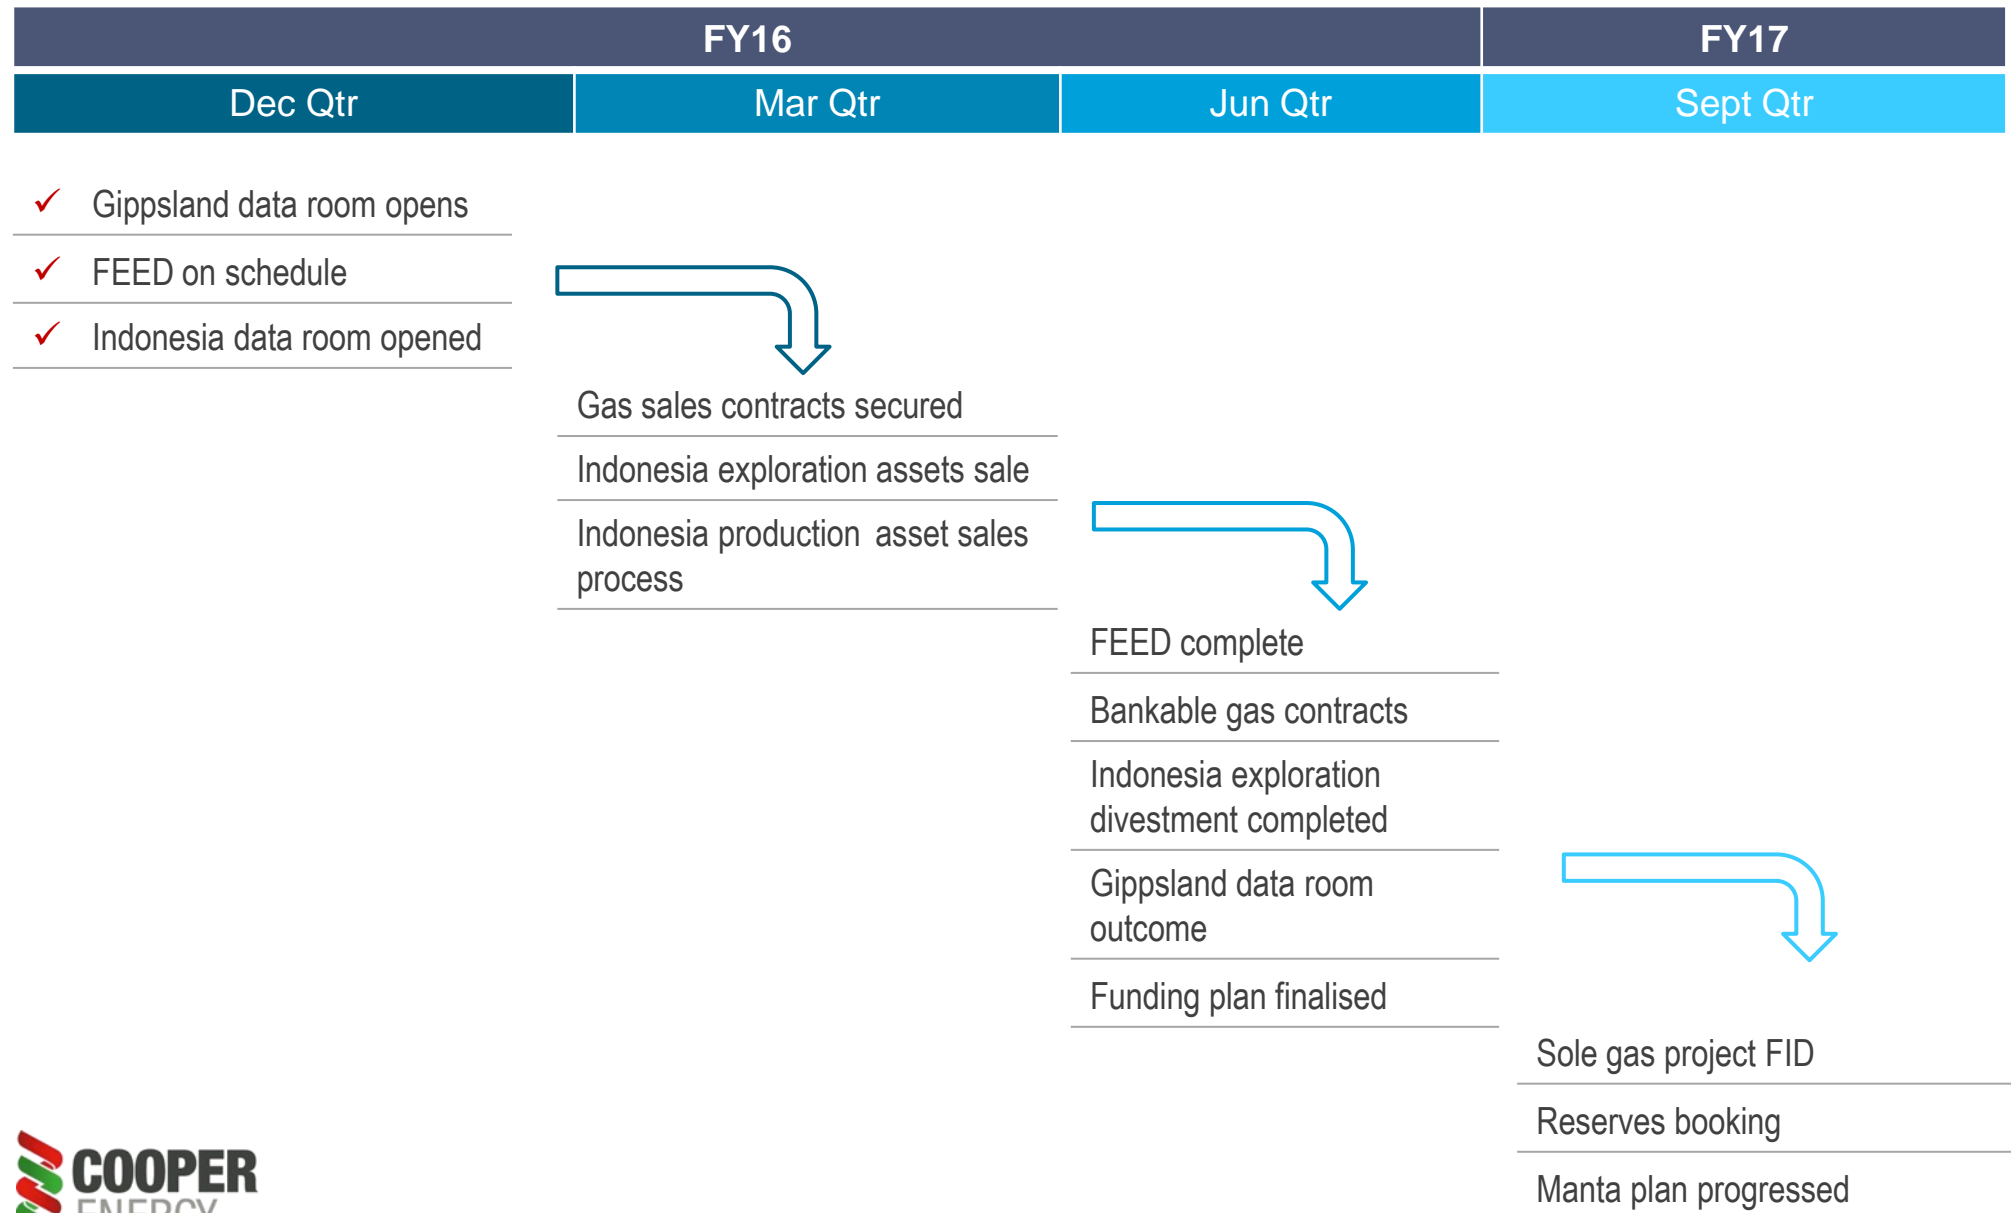 FY16
FY17
Dec Qtr
Mar Qtr
Jun Qtr
Sept Qtr
✓ Gippsland data room opens
✓ FEED on schedule
✓ Indonesia data room opened
Gas sales contracts secured
Indonesia exploration assets sale
Indonesia production asset sales
process
FEED complete
Bankable gas contracts
Indonesia exploration
divestment completed
Gippsland data room
outcome
Funding plan finalised
Sole gas project FID
Reserves booking
Manta plan progressed
COOPER
ENERGY